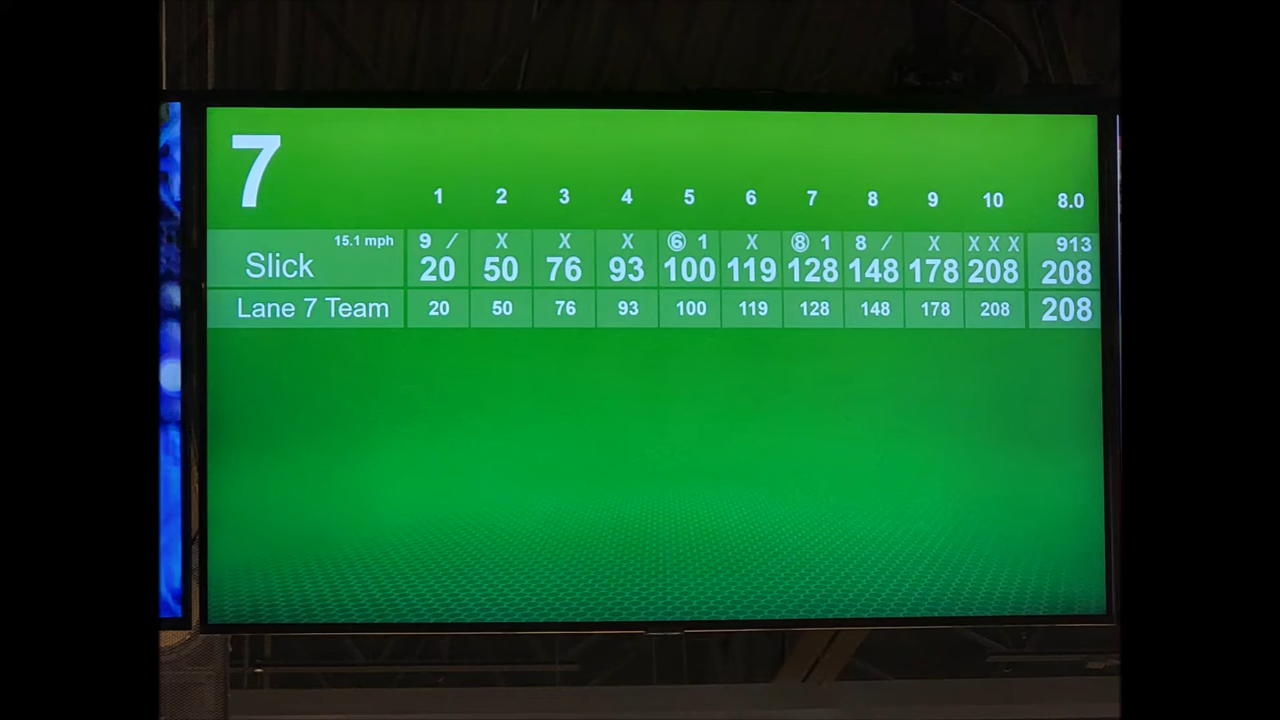 7
1 2 3 4 5 6 7 8 9 10 8.0
15.1 mph 9 / X X X 6 1 X 8 1 8 / X X X X 913
Slick 20 50 76 93 100 119 128 148 178 208 208
Lane 7 Team 20 50 76 93 100 119 128 148 178 208 208